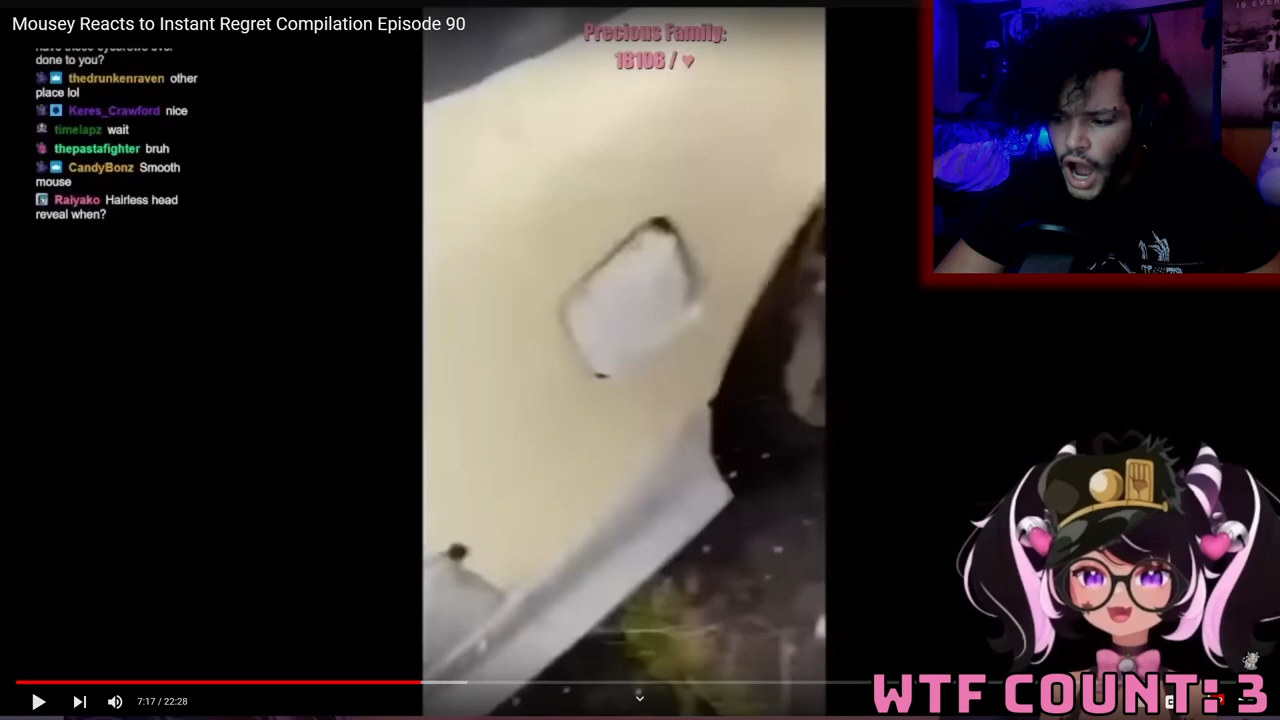 Mousey Reacts to Instant Regret Compilation Episode 90
Precious Family:
18108 / ♥
done to you?
thedrunkenraven other
place lol
Keres_Crawford nice
timelapz wait
thepastafighter bruh
CandyBonz Smooth
mouse
Raiyako Hairless head
reveal when?
IS EVER
7:17 / 22:28
WTF COUNT: 3